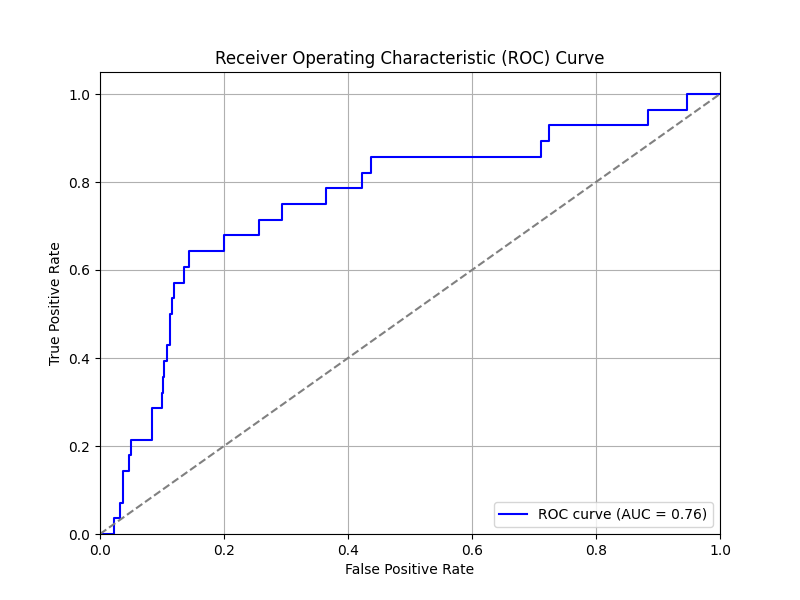 Receiver Operating Characteristic (ROC) Curve
True Positive Rate
1.0
0.8
0.6
0.4
0.2
0.0
ROC curve (AUC = 0.76)
0.0 0.2 0.4 0.6 0.8 1.0
False Positive Rate